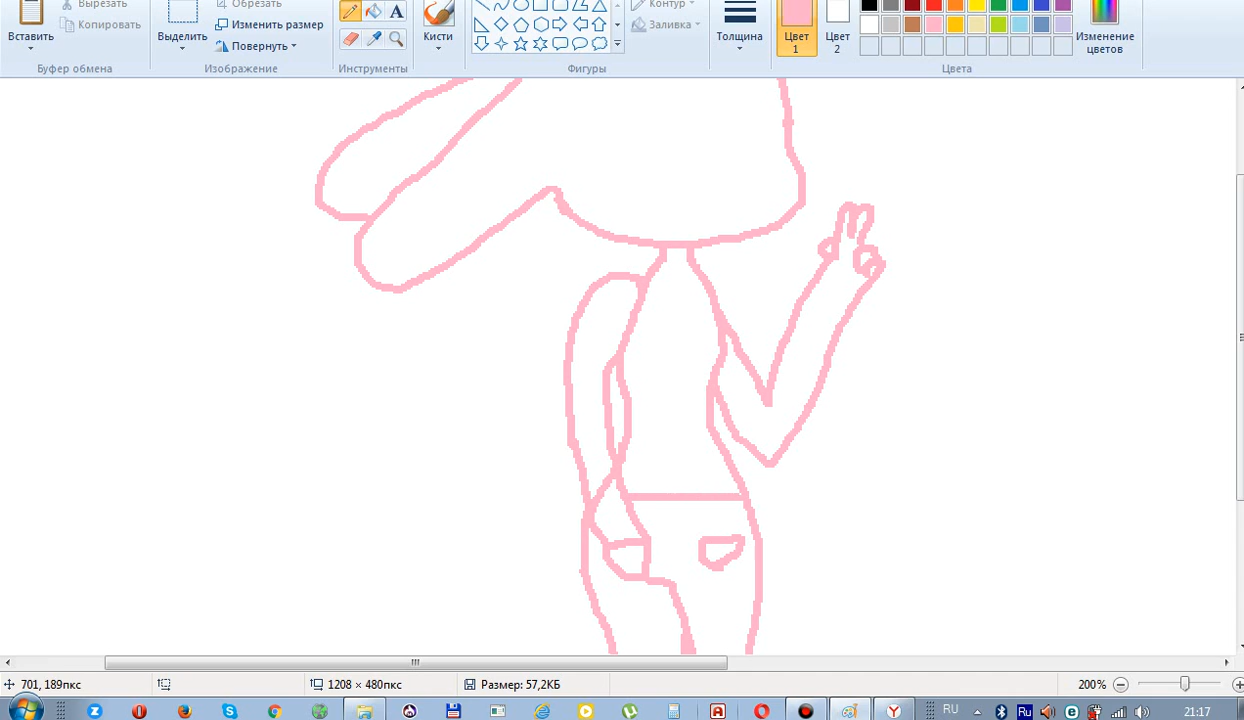 Вырезать
Обрезать
Контур
Вставить
Копировать
Выделить
Изменить размер
Повернуть
A
Кисти
Заливка
Толщина
Цвет 1
Цвет 2
Изменение цветов
Буфер обмена
Изображение
Инструменты
Фигуры
Цвета
701, 189пкс
1208 × 480пкс
Размер: 57,2КБ
200%
RU
Ru
21:17